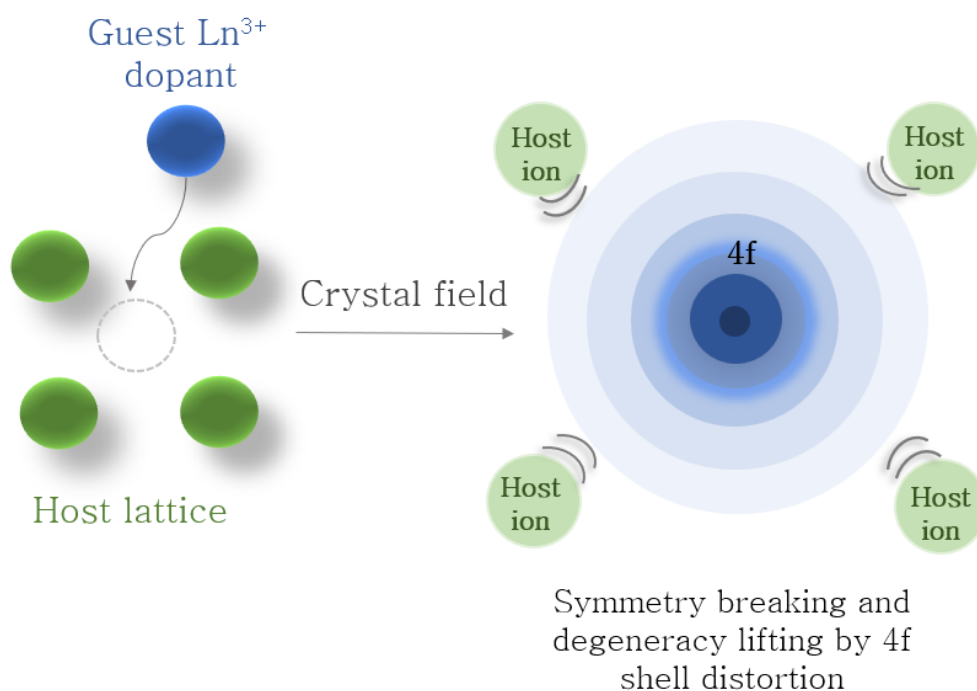 Guest Ln³⁺
dopant
Host lattice
Crystal field
Host
ion
Host
ion
4f
Host
ion
Host
ion
Symmetry breaking and
degeneracy lifting by 4f
shell distortion